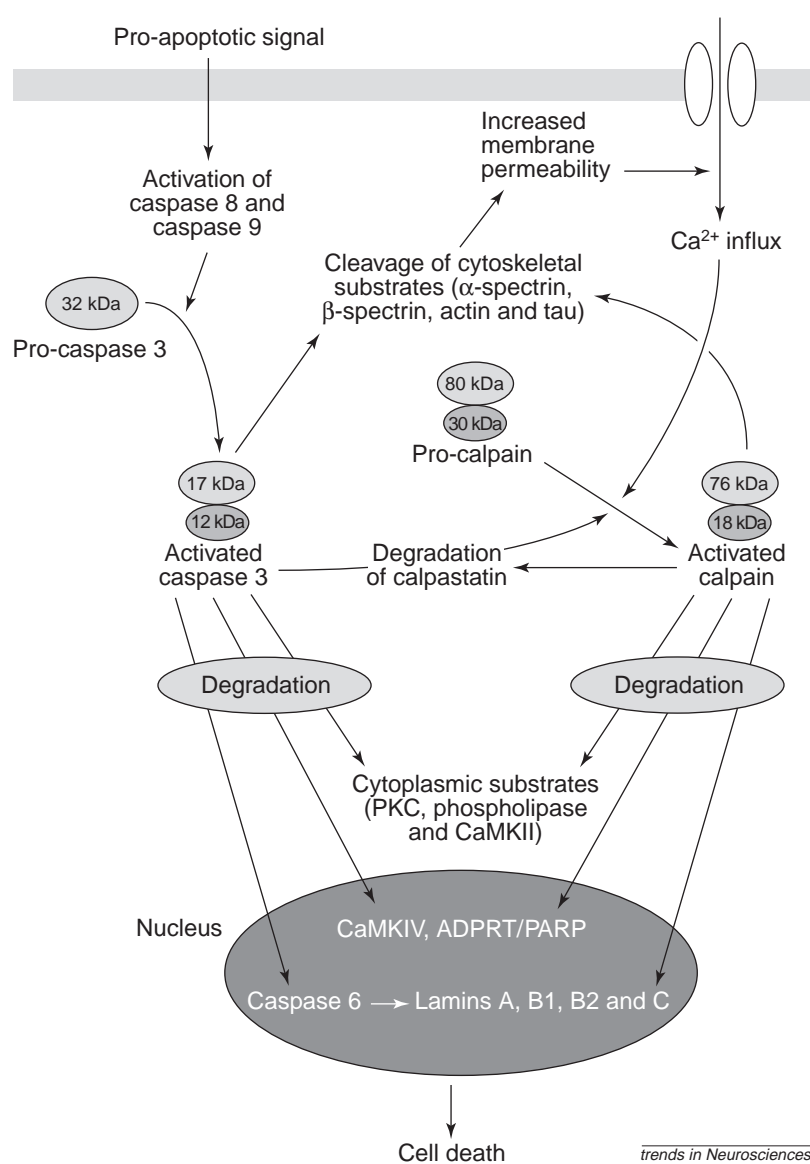 Pro-apoptotic signal
Increased
membrane
permeability
Activation of
caspase 8 and
caspase 9
Ca²⁺ influx
Cleavage of cytoskeletal
substrates (α-spectrin,
β-spectrin, actin and tau)
32 kDa
Pro-caspase 3
80 kDa
30 kDa
Pro-calpain
17 kDa
12 kDa
Activated
caspase 3
Degradation
of calpastatin
76 kDa
18 kDa
Activated
calpain
Degradation
Degradation
Cytoplasmic substrates
(PKC, phospholipase
and CaMKII)
Nucleus
CaMKIV, ADPRT/PARP
Caspase 6
Lamins A, B1, B2 and C
Cell death
trends in Neurosciences